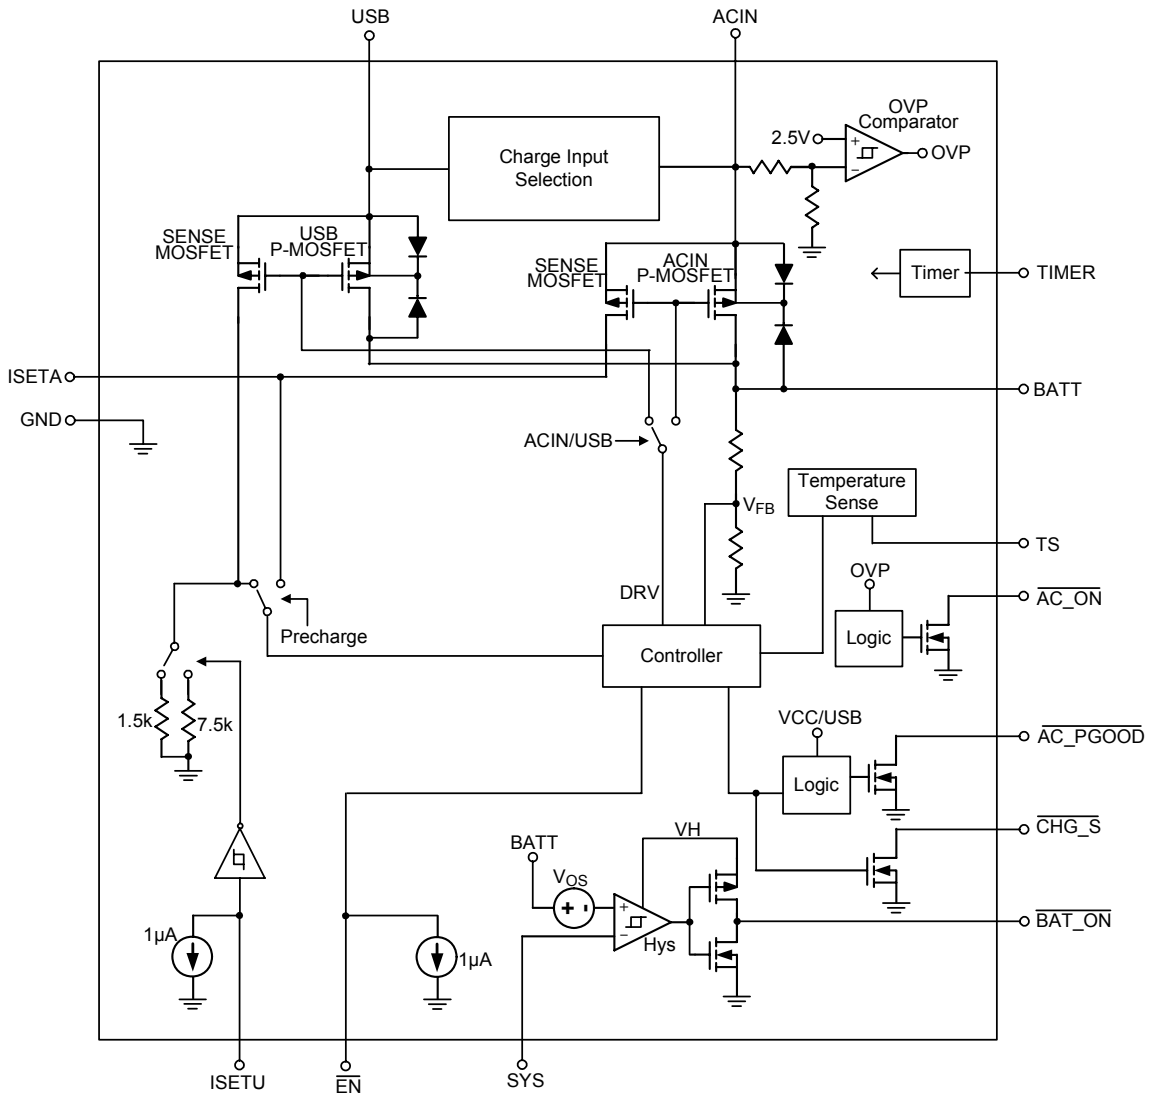 USB
ACIN
OVP
Comparator
2.5V
+
−
OVP
Charge Input
Selection
SENSE
MOSFET
USB
P-MOSFET
SENSE
MOSFET
ACIN
P-MOSFET
Timer
TIMER
ISETA
BATT
GND
ACIN/USB
Temperature
Sense
VFB
TS
OVP
DRV
AC_ON
Precharge
Controller
Logic
1.5k
7.5k
VCC/USB
AC_PGOOD
Logic
CHG_S
VH
BATT
VOS
+ -
+
−
Hys
BAT_ON
1µA
1µA
ISETU
EN
SYS